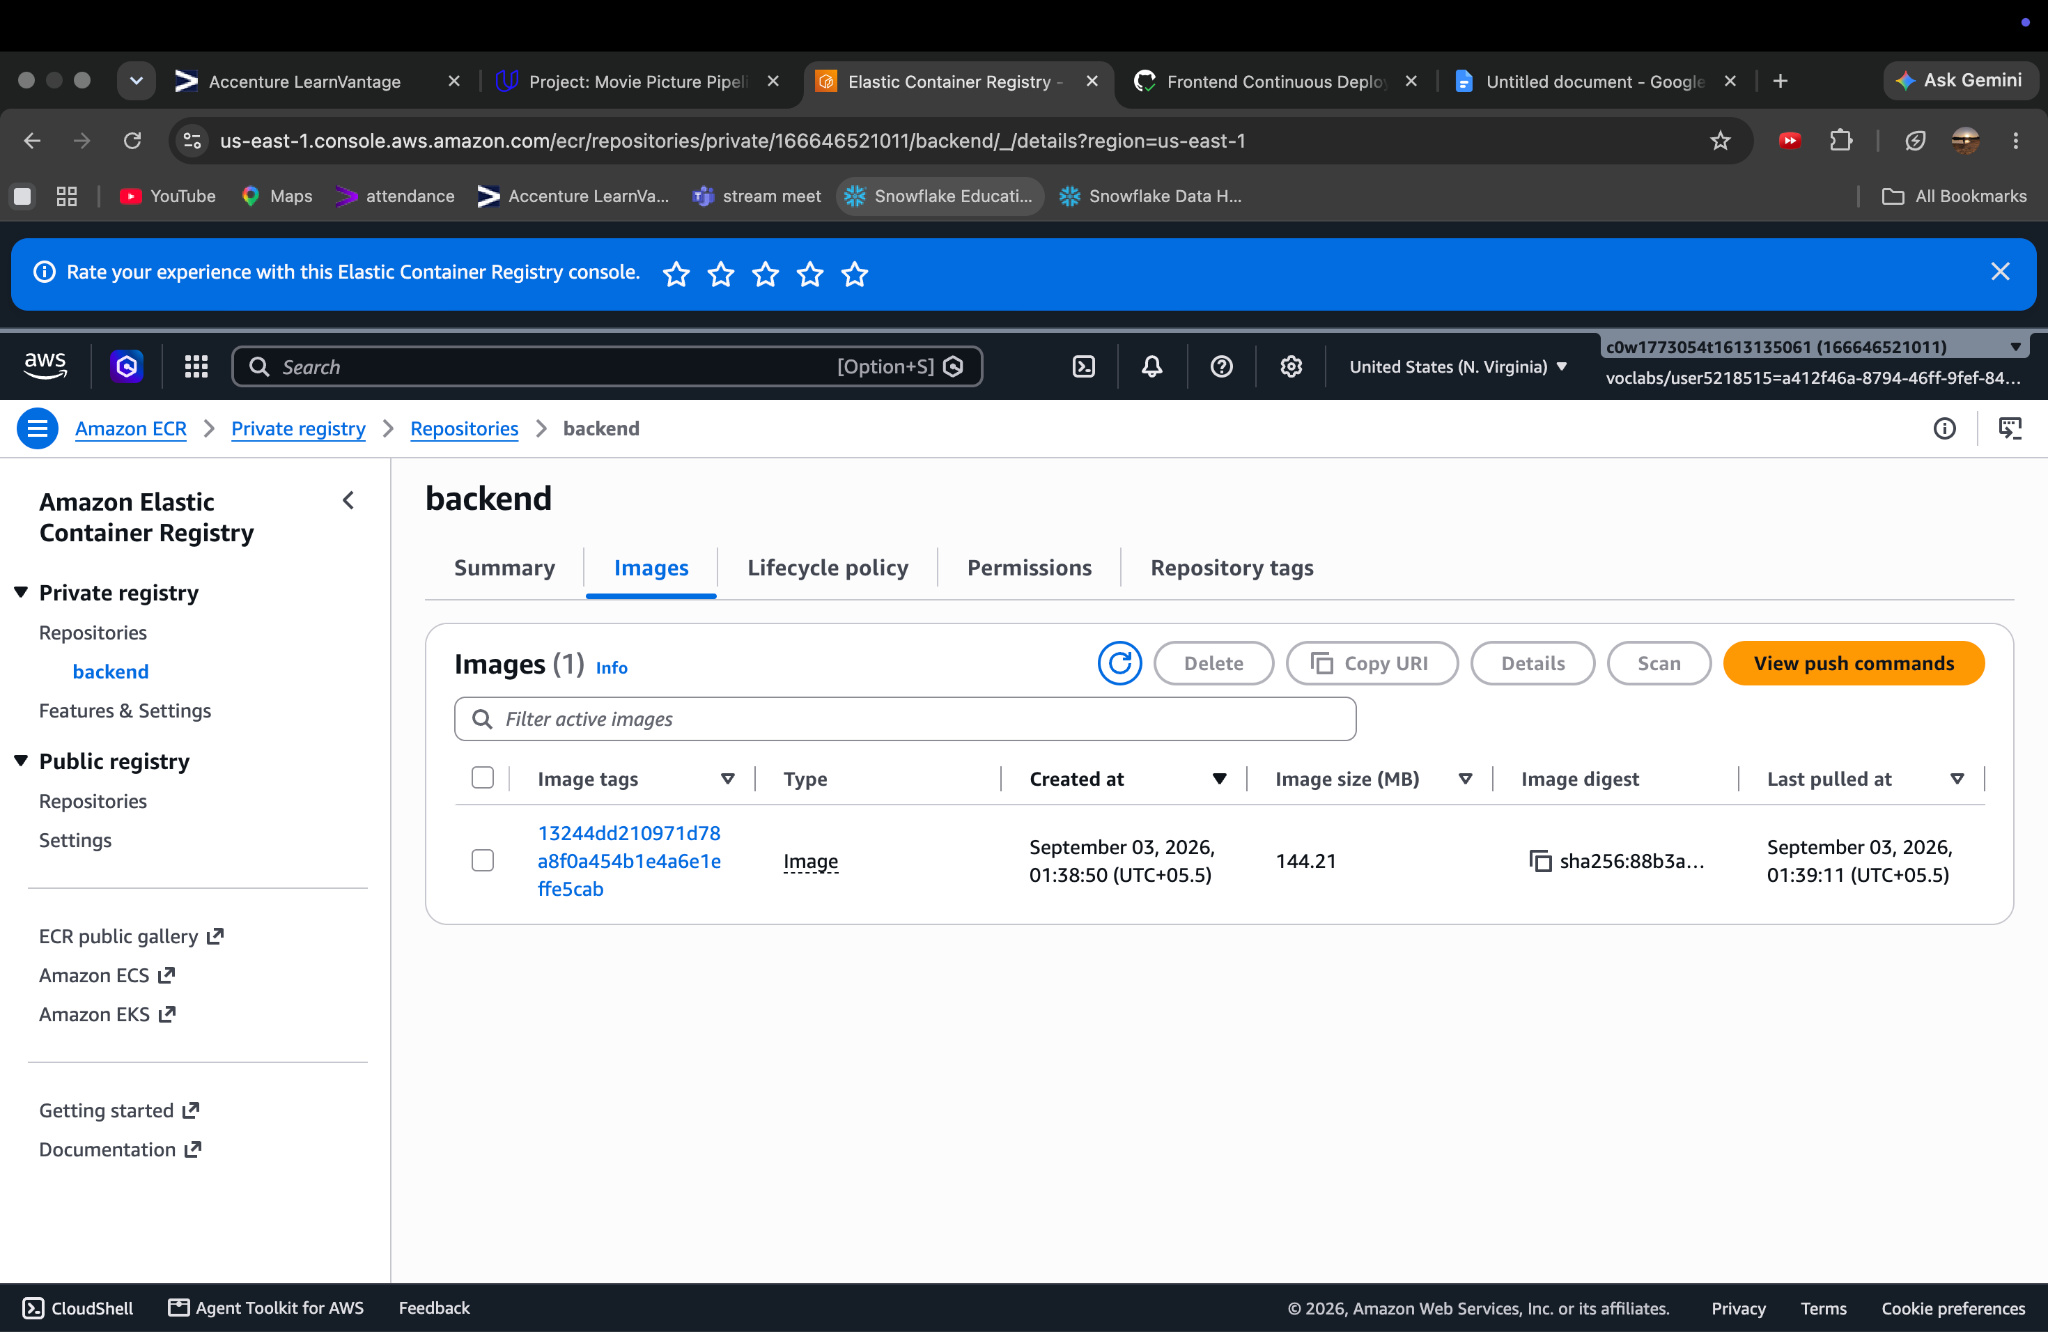 Accenture LearnVantage
Project: Movie Picture Pipeli
Elastic Container Registry -
Frontend Continuous Deploy
Untitled document - Google
Ask Gemini
us-east-1.console.aws.amazon.com/ecr/repositories/private/166646521011/backend/_/details?region=us-east-1
YouTube
Maps
attendance
Accenture LearnVa...
stream meet
Snowflake Educati...
Snowflake Data H...
All Bookmarks
Rate your experience with this Elastic Container Registry console.
aws
Search
[Option+S]
United States (N. Virginia)
c0w1773054t1613135061 (166646521011)
voclabs/user5218515=a412f46a-8794-46ff-9fef-84...
Amazon ECR
Private registry
Repositories
backend
Amazon Elastic
Container Registry
Private registry
Repositories
backend
Features & Settings
Public registry
Repositories
Settings
ECR public gallery
Amazon ECS
Amazon EKS
Getting started
Documentation
backend
Summary
Images
Lifecycle policy
Permissions
Repository tags
Images (1) Info
Delete
Copy URI
Details
Scan
View push commands
Filter active images
Image tags
Type
Created at
Image size (MB)
Image digest
Last pulled at
13244dd210971d78
a8f0a454b1e4a6e1e
ffe5cab
Image
September 03, 2026,
01:38:50 (UTC+05.5)
144.21
sha256:88b3a...
September 03, 2026,
01:39:11 (UTC+05.5)
CloudShell
Agent Toolkit for AWS
Feedback
© 2026, Amazon Web Services, Inc. or its affiliates.
Privacy
Terms
Cookie preferences